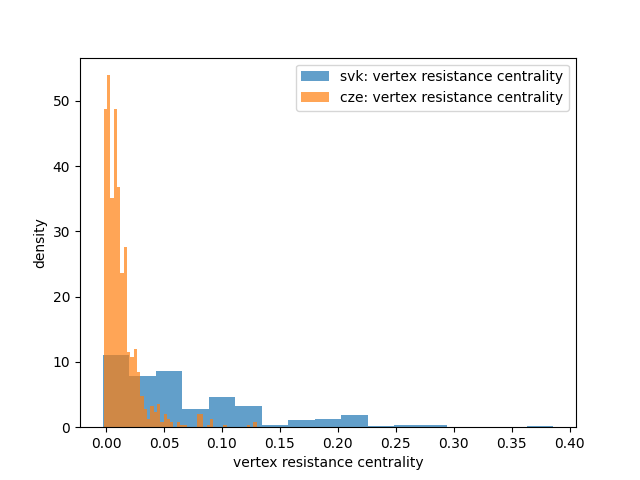 svk: vertex resistance centrality
cze: vertex resistance centrality
density
50
40
30
20
10
0
0.00 0.05 0.10 0.15 0.20 0.25 0.30 0.35 0.40
vertex resistance centrality